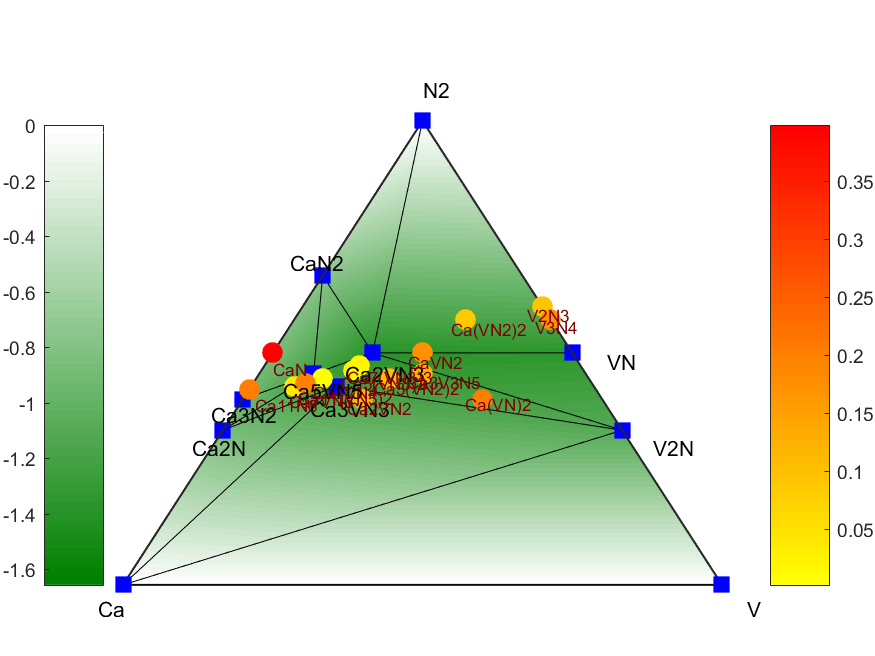 N2
0
-0.2
-0.4
-0.6
-0.8
-1
-1.2
-1.4
-1.6
0.35
0.3
0.25
0.2
0.15
0.1
0.05
CaN2
V2N3
V3N4
Ca(VN2)2
VN
CaVN2
CaN
Ca2VN3
Ca5VN5
Ca(VN)2
Ca3N2
Ca3VN3
Ca2N
V2N
Ca
V